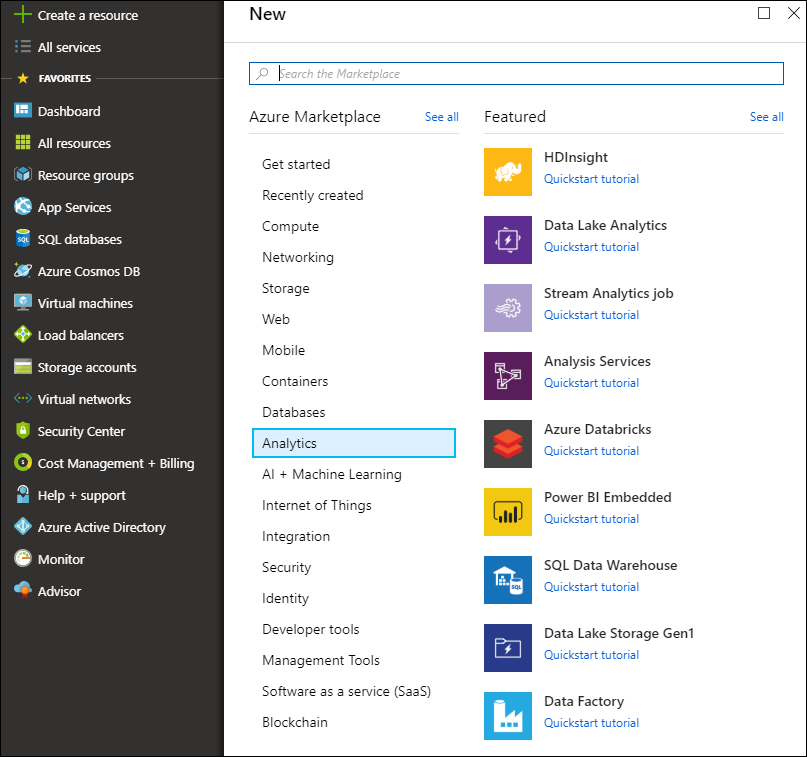 Create a resource
All services
FAVORITES
Dashboard
All resources
Resource groups
App Services
SQL databases
Azure Cosmos DB
Virtual machines
Load balancers
Storage accounts
Virtual networks
Security Center
Cost Management + Billing
Help + support
Azure Active Directory
Monitor
Advisor
New
Search the Marketplace
Azure Marketplace
See all
Get started
Recently created
Compute
Networking
Storage
Web
Mobile
Containers
Databases
Analytics
AI + Machine Learning
Internet of Things
Integration
Security
Identity
Developer tools
Management Tools
Software as a service (SaaS)
Blockchain
Featured
See all
HDInsight
Quickstart tutorial
Data Lake Analytics
Quickstart tutorial
Stream Analytics job
Quickstart tutorial
Analysis Services
Quickstart tutorial
Azure Databricks
Quickstart tutorial
Power BI Embedded
Quickstart tutorial
SQL
SQL Data Warehouse
Quickstart tutorial
Data Lake Storage Gen1
Quickstart tutorial
Data Factory
Quickstart tutorial